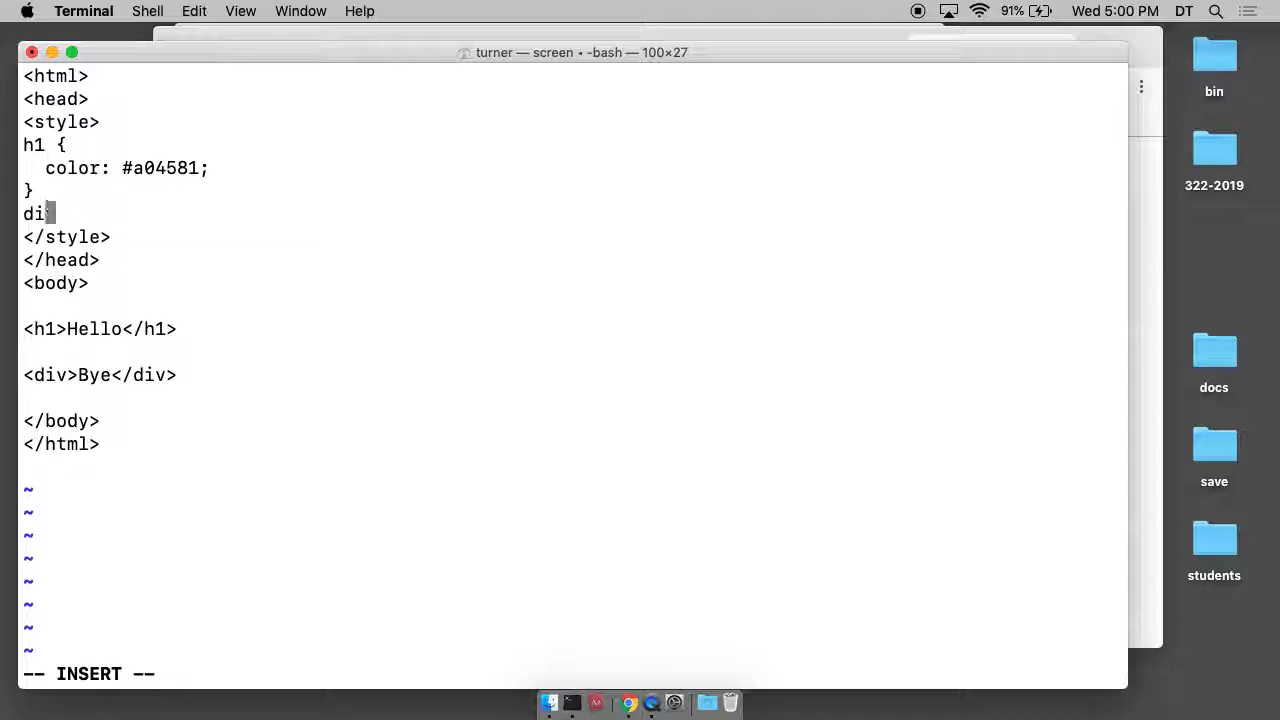 Terminal Shell Edit View Window Help 91% Wed 5:00 PM DT
turner — screen • -bash — 100×27
<html>
<head>
<style>
h1 {
  color: #a04581;
}
di
</style>
</head>
<body>
<h1>Hello</h1>
<div>Bye</div>
</body>
</html>
~
~
~
~
~
~
~
~
-- INSERT --
bin
322-2019
docs
save
students